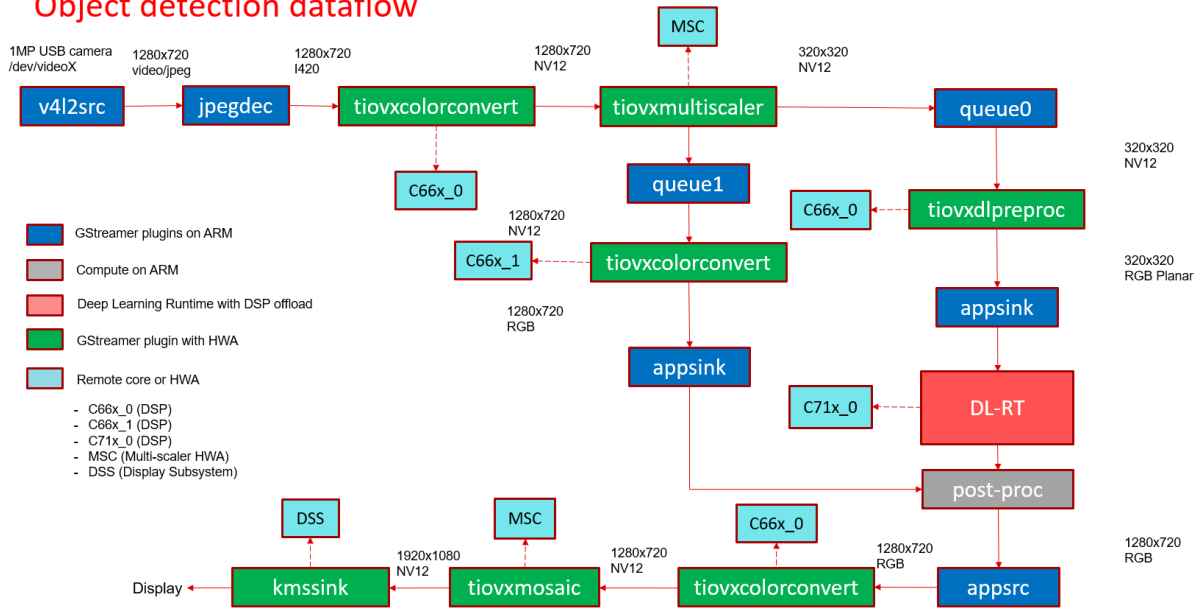 Object detection dataflow
1MP USB camera
/dev/videoX
1280x720
video/jpeg
1280x720
I420
1280x720
NV12
MSC
320x320
NV12
v4l2src
jpegdec
tiovxcolorconvert
tiovxmultiscaler
queue0
320x320
NV12
C66x_0
queue1
C66x_0
tiovxdlpreproc
1280x720
NV12
C66x_1
tiovxcolorconvert
320x320
RGB Planar
1280x720
RGB
appsink
appsink
C71x_0
DL-RT
post-proc
GStreamer plugins on ARM
Compute on ARM
Deep Learning Runtime with DSP offload
GStreamer plugin with HWA
Remote core or HWA
- C66x_0 (DSP)
- C66x_1 (DSP)
- C71x_0 (DSP)
- MSC (Multi-scaler HWA)
- DSS (Display Subsystem)
DSS
MSC
C66x_0
1280x720
RGB
1920x1080
NV12
1280x720
NV12
1280x720
RGB
Display
kmssink
tiovxmosaic
tiovxcolorconvert
appsrc